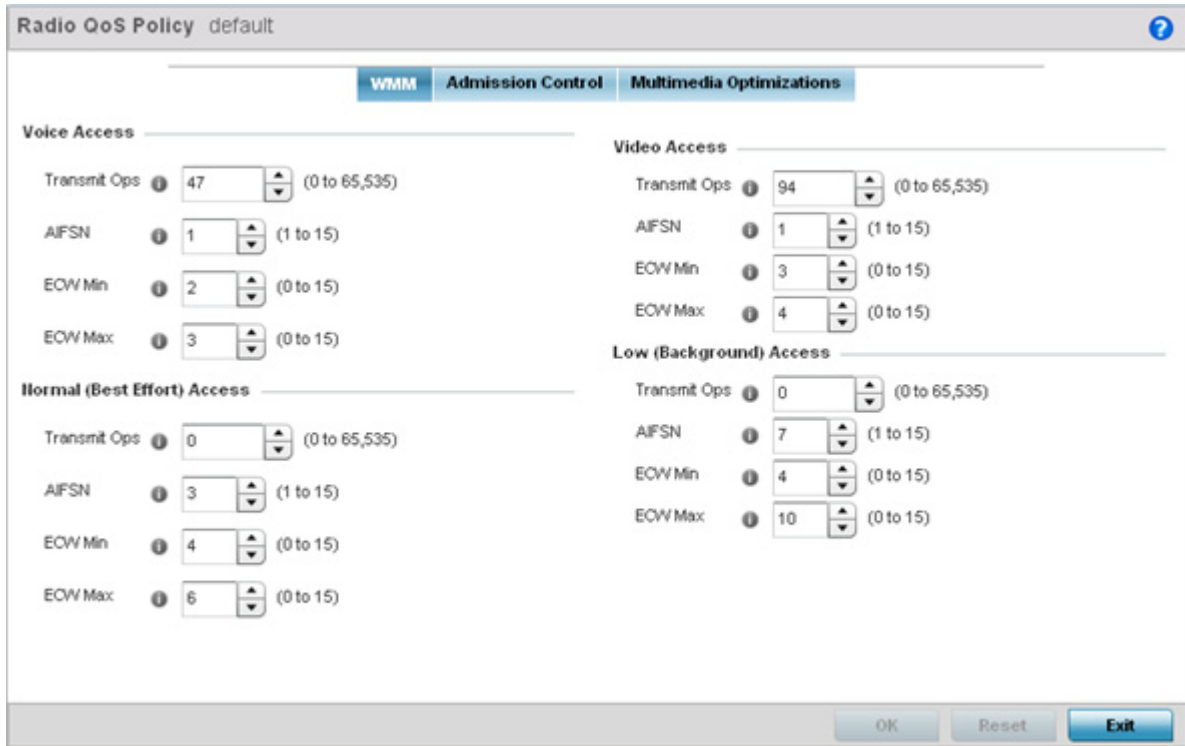 Radio QoS Policy default
?
WMM Admission Control Multimedia Optimizations
Voice Access
Transmit Ops 47 (0 to 65,535)
AIFSN 1 (1 to 15)
ECW Min 2 (0 to 15)
ECW Max 3 (0 to 15)
Normal (Best Effort) Access
Transmit Ops 0 (0 to 65,535)
AIFSN 3 (1 to 15)
ECW Min 4 (0 to 15)
ECW Max 6 (0 to 15)
Video Access
Transmit Ops 94 (0 to 65,535)
AIFSN 1 (1 to 15)
ECW Min 3 (0 to 15)
ECW Max 4 (0 to 15)
Low (Background) Access
Transmit Ops 0 (0 to 65,535)
AIFSN 7 (1 to 15)
ECW Min 4 (0 to 15)
ECW Max 10 (0 to 15)
OK Reset Exit